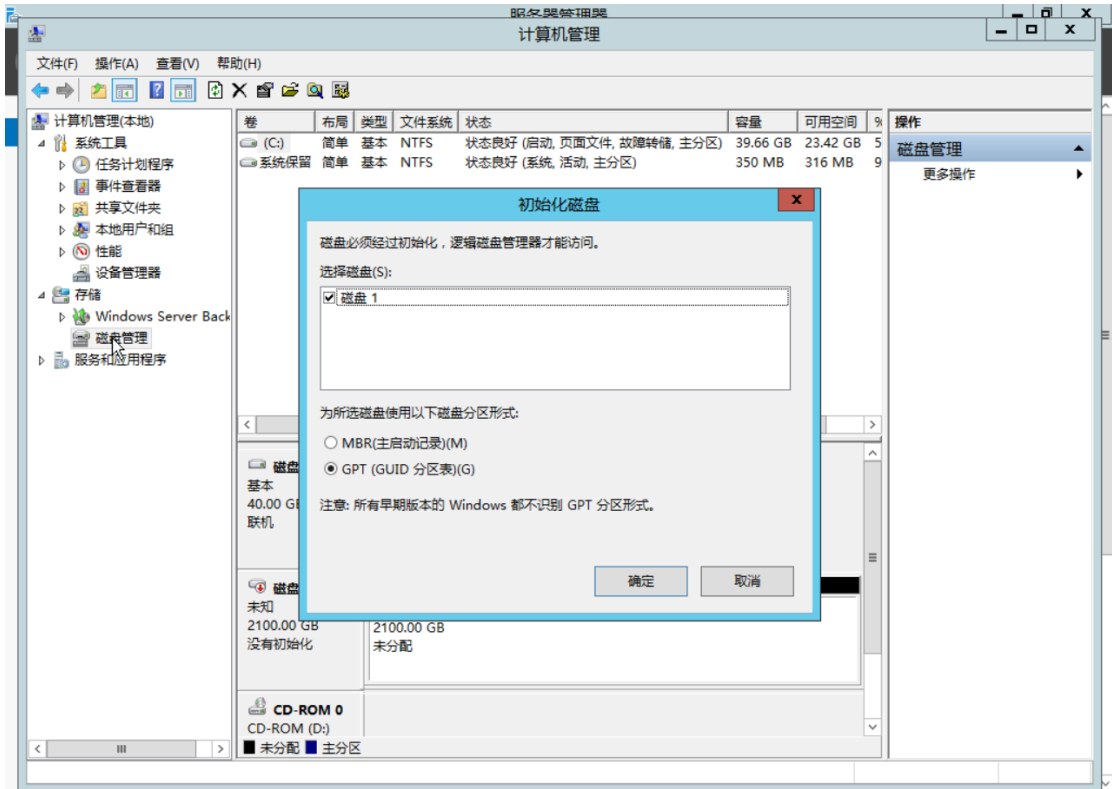 服务器管理器
计算机管理
文件(F) 操作(A) 查看(V) 帮助(H)
计算机管理(本地)
系统工具
任务计划程序
事件查看器
共享文件夹
本地用户和组
性能
设备管理器
存储
Windows Server Back
磁盘管理
服务和应用程序
卷 布局 类型 文件系统 状态 容量 可用空间 %
(C:) 简单 基本 NTFS 状态良好 (启动, 页面文件, 故障转储, 主分区) 39.66 GB 23.42 GB 5
系统保留 简单 基本 NTFS 状态良好 (系统, 活动, 主分区) 350 MB 316 MB 9
初始化磁盘
x
磁盘必须经过初始化，逻辑磁盘管理器才能访问。
选择磁盘(S):
磁盘 1
为所选磁盘使用以下磁盘分区形式:
MBR(主启动记录)(M)
GPT (GUID 分区表)(G)
注意: 所有早期版本的 Windows 都不识别 GPT 分区形式。
确定 取消
磁盘
基本
40.00 GB
联机
磁盘
未知
2100.00 GB
没有初始化
2100.00 GB
未分配
CD-ROM 0
CD-ROM (D:)
未分配 主分区
操作
磁盘管理
更多操作